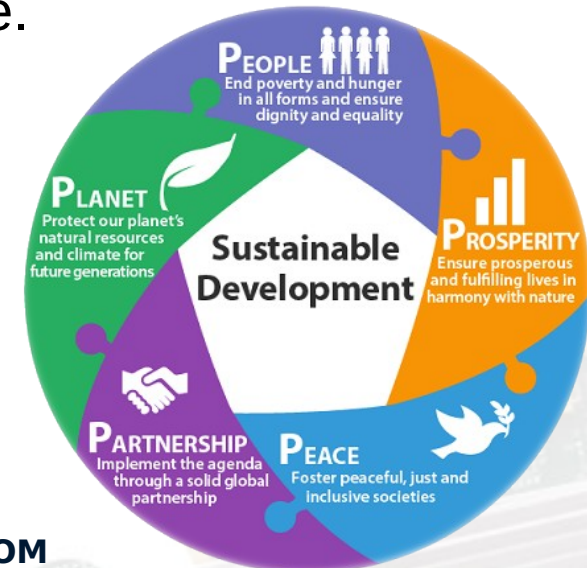 e.
PEOPLE
End poverty and hunger
in all forms and ensure
dignity and equality
PLANET
Protect our planet's
natural resources
and climate for
future generations
Sustainable
Development
PROSPERITY
Ensure prosperous
and fulfilling lives in
harmony with nature
PARTNERSHIP
Implement the agenda
through a solid global
partnership
PEACE
Foster peaceful, just and
inclusive societies
OM